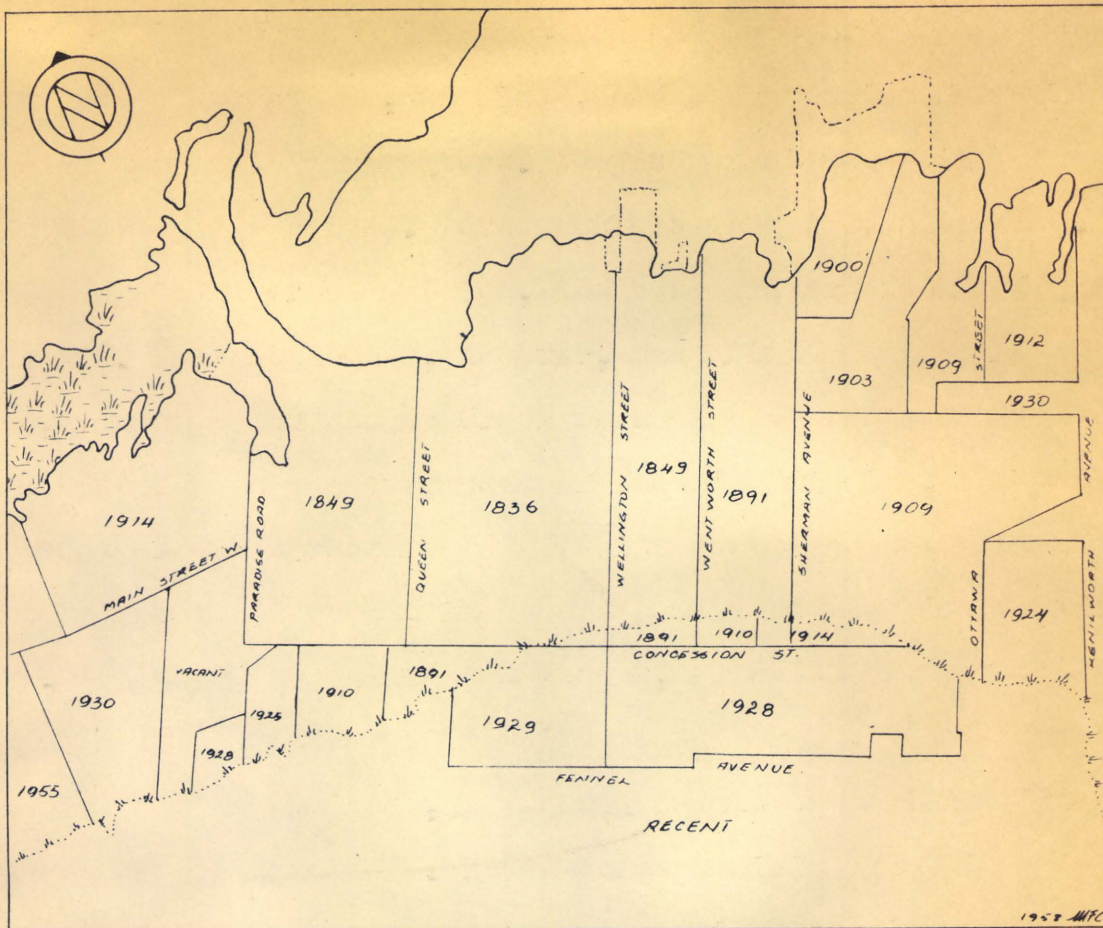 N
1900
1903
1909
STREET
1912
1930
AVENUE
1914
MAIN STREET W
PARADISE ROAD
1849
QUEEN STREET
1836
WELLINGTON STREET
1849
WENTWORTH STREET
1891
SHERMAN AVENUE
1909
OTTAWA
1924
KENILWORTH
1891
1910
1914
CONCESSION ST.
VACANT
1930
1925
1928
1910
1891
1929
1928
1955
FENNEL AVENUE
RECENT
1958 MFC